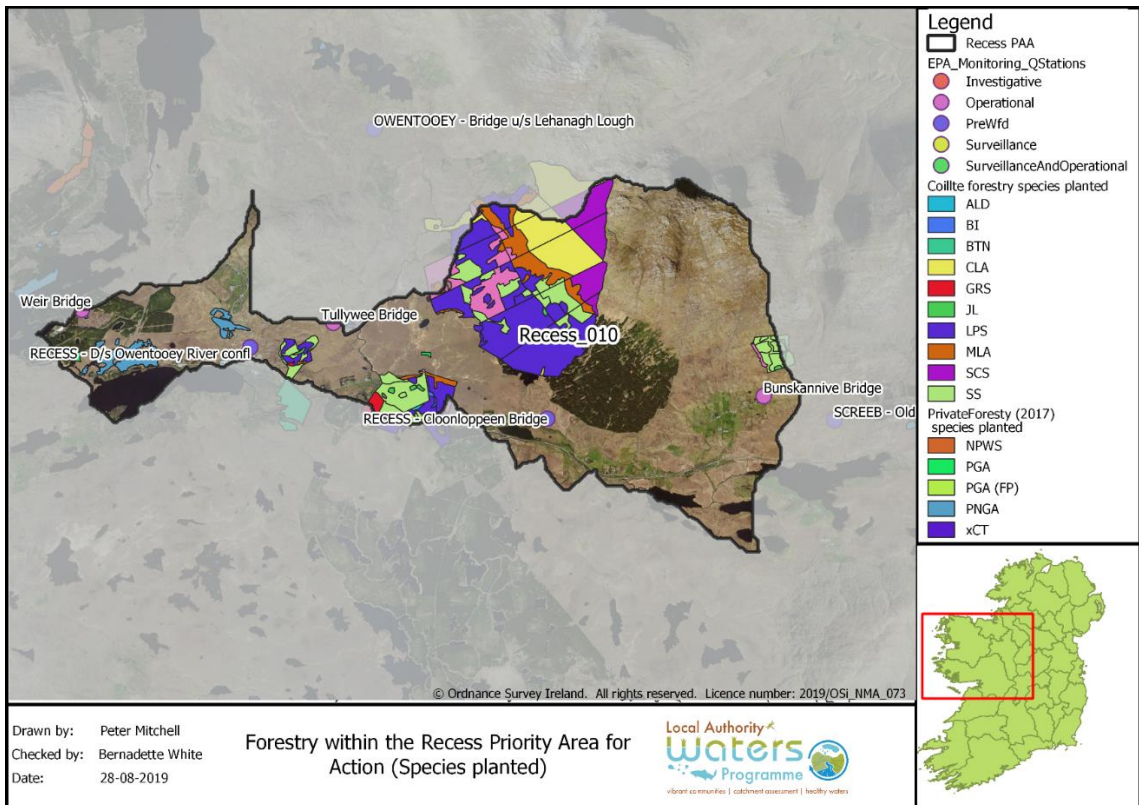 OWENTOOEY - Bridge u/s Lehanagh Lough
Weir Bridge
Tullywee Bridge
RECESS - D/s Owentooey River confl
Recess_010
Bunskannive Bridge
RECESS - Cloonloppeen Bridge
SCREEB - Old
© Ordnance Survey Ireland. All rights reserved. Licence number: 2019/OSi_NMA_073
Legend
Recess PAA
EPA_Monitoring_QStations
Investigative
Operational
PreWfd
Surveillance
SurveillanceAndOperational
Coillte forestry species planted
ALD
BI
BTN
CLA
GRS
JL
LPS
MLA
SCS
SS
PrivateForesty (2017)
species planted
NPWS
PGA
PGA (FP)
PNGA
xCT
Drawn by: Peter Mitchell
Checked by: Bernadette White
Date: 28-08-2019
Forestry within the Recess Priority Area for
Action (Species planted)
Local Authority
Waters
Programme
vibrant communities | catchment assessment | healthy waters